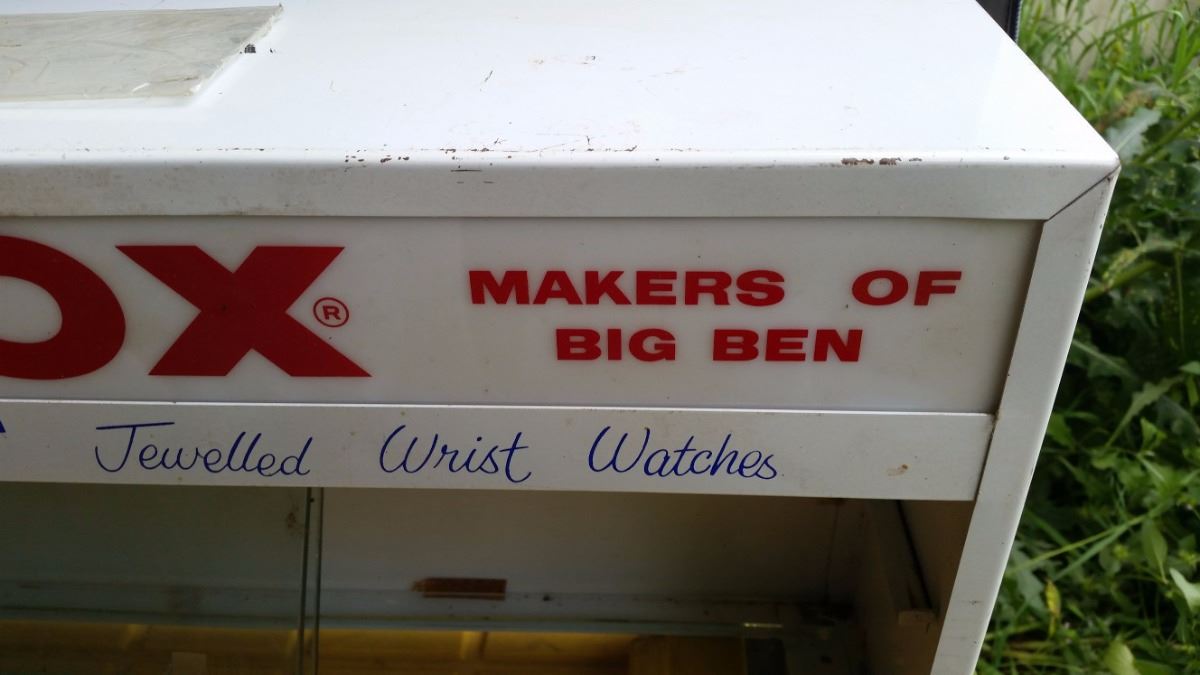 OX® MAKERS OF
BIG BEN
Jewelled Wrist Watches